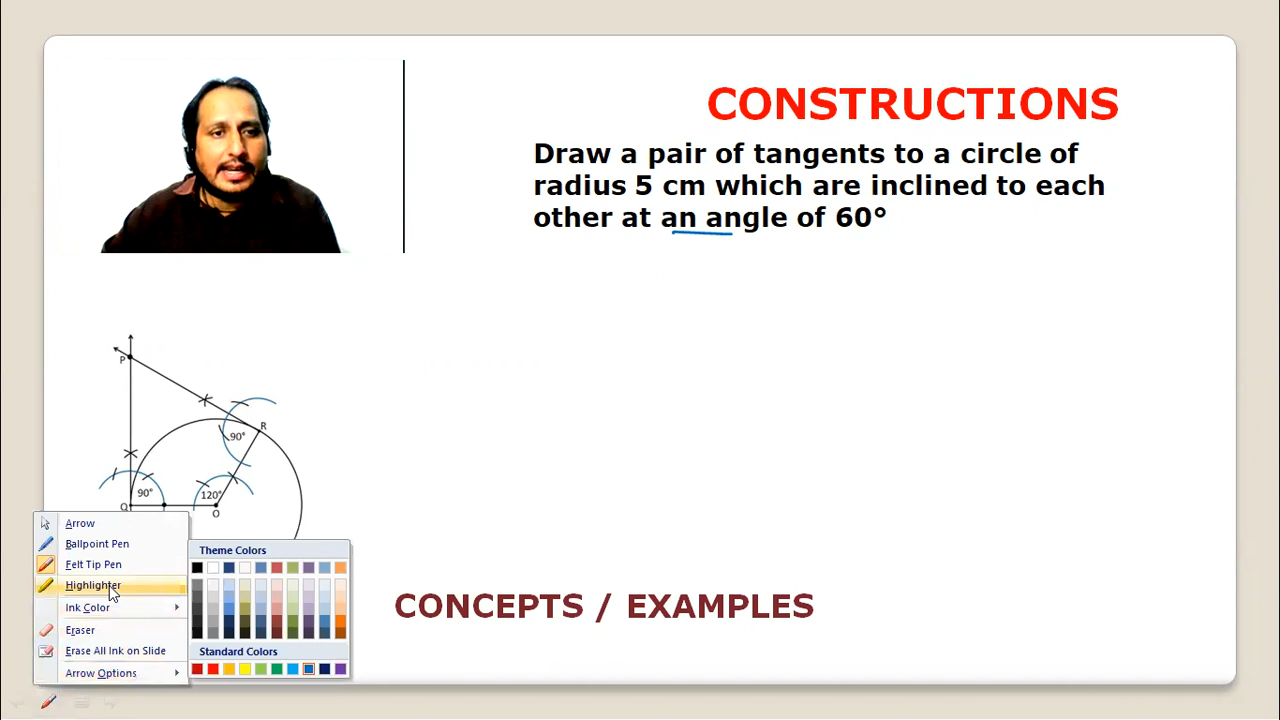 CONSTRUCTIONS
Draw a pair of tangents to a circle of
radius 5 cm which are inclined to each
other at an angle of 60°
P
R
90°
90°
120°
Q
O
Arrow
Ballpoint Pen
Felt Tip Pen
Highlighter
Ink Color
Eraser
Erase All Ink on Slide
Arrow Options
Theme Colors
Standard Colors
CONCEPTS / EXAMPLES